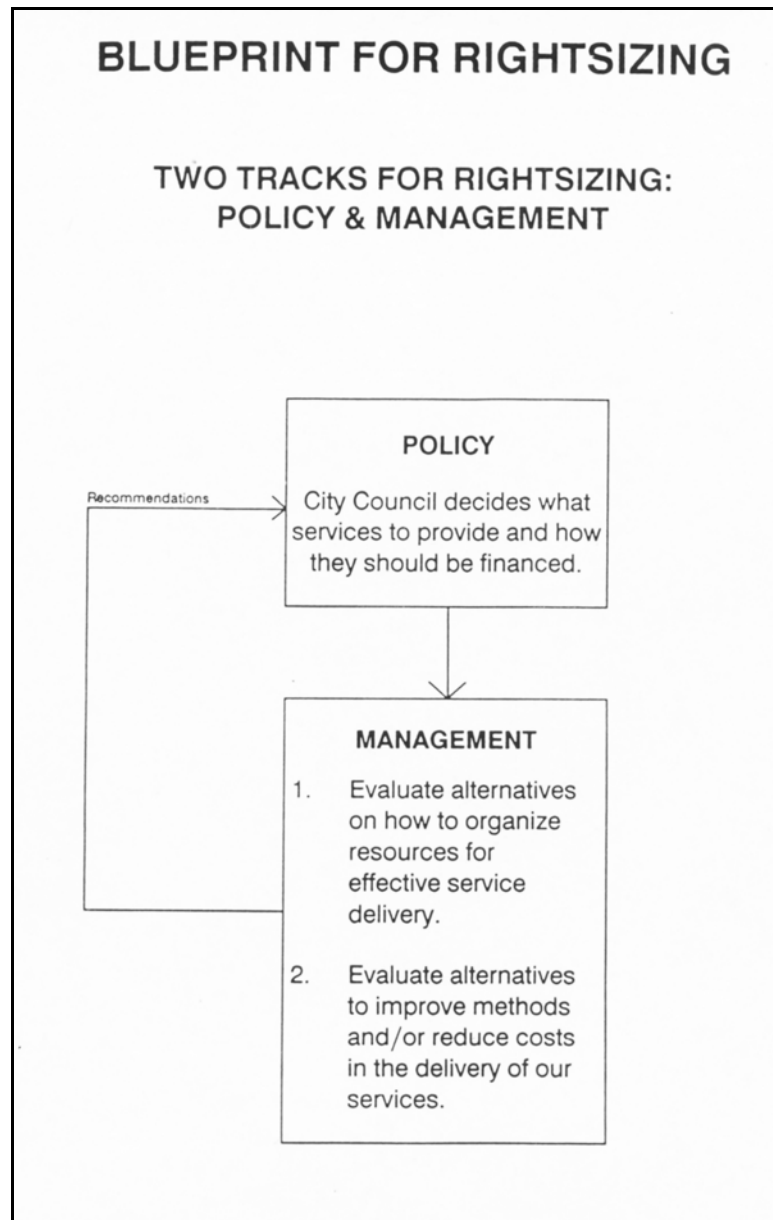 BLUEPRINT FOR RIGHTSIZING
TWO TRACKS FOR RIGHTSIZING:
POLICY & MANAGEMENT
POLICY
Recommendations
City Council decides what
services to provide and how
they should be financed.
MANAGEMENT
1. Evaluate alternatives
on how to organize
resources for
effective service
delivery.
2. Evaluate alternatives
to improve methods
and/or reduce costs
in the delivery of our
services.